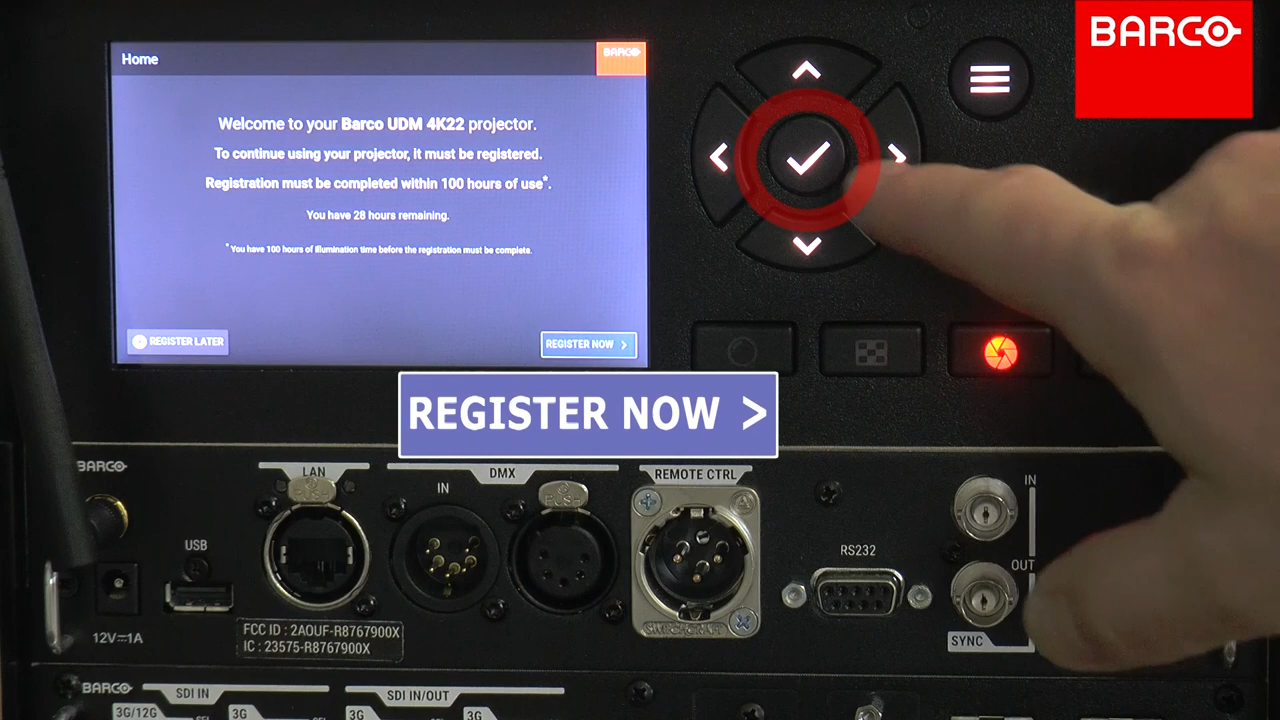 BARCO
Home
BARCO
Welcome to your Barco UDM 4K22 projector.
To continue using your projector, it must be registered.
Registration must be completed within 100 hours of use*.
You have 28 hours remaining.
* You have 100 hours of illumination time before the registration must be complete.
REGISTER LATER
REGISTER NOW >
REGISTER NOW >
BARCO
LAN
DMX
REMOTE CTRL
PUSH
IN
PUSH
IN
USB
RS232
OUT
12V⎓1A
FCC ID : 2AOUF-R8767900X
IC : 23575-R8767900X
SWITCHCRAFT
SYNC
BARCO
SDI IN
SDI IN/OUT
3G/12G
3G
3G
3G